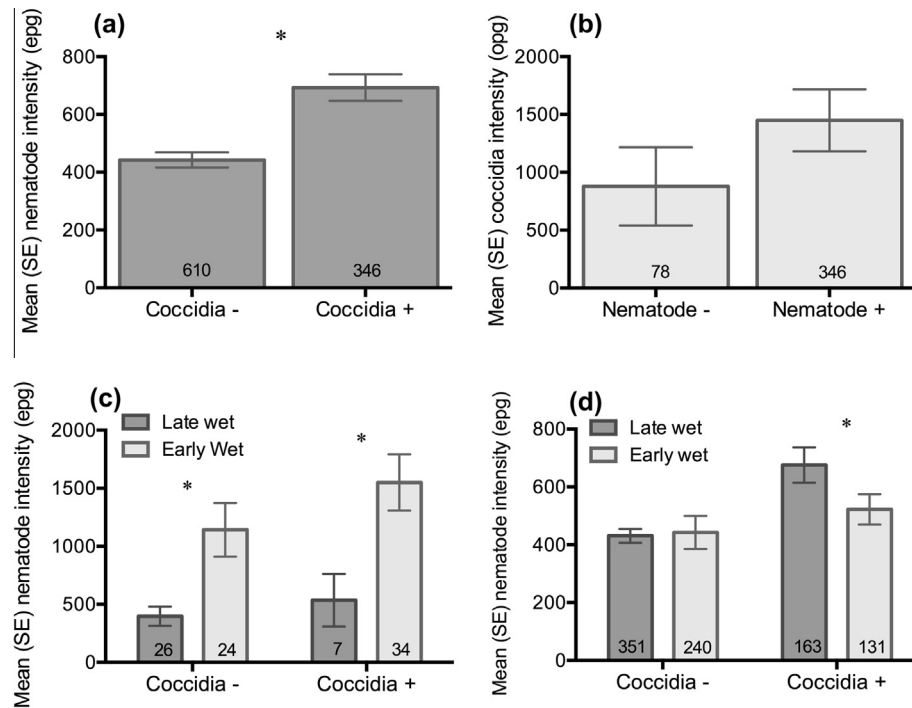 (a)
*
Mean (SE) nematode intensity (epg)
800
600
400
200
0
610
346
Coccidia -
Coccidia +
(b)
Mean (SE) coccidia intensity (opg)
2000
1500
1000
500
0
78
346
Nematode -
Nematode +
(c)
Late wet
Early Wet
*
*
Mean (SE) nematode intensity (epg)
2000
1500
1000
500
0
26
24
7
34
Coccidia -
Coccidia +
(d)
Late wet
Early wet
*
Mean (SE) nematode intensity (epg)
800
600
400
200
0
351
240
163
131
Coccidia -
Coccidia +